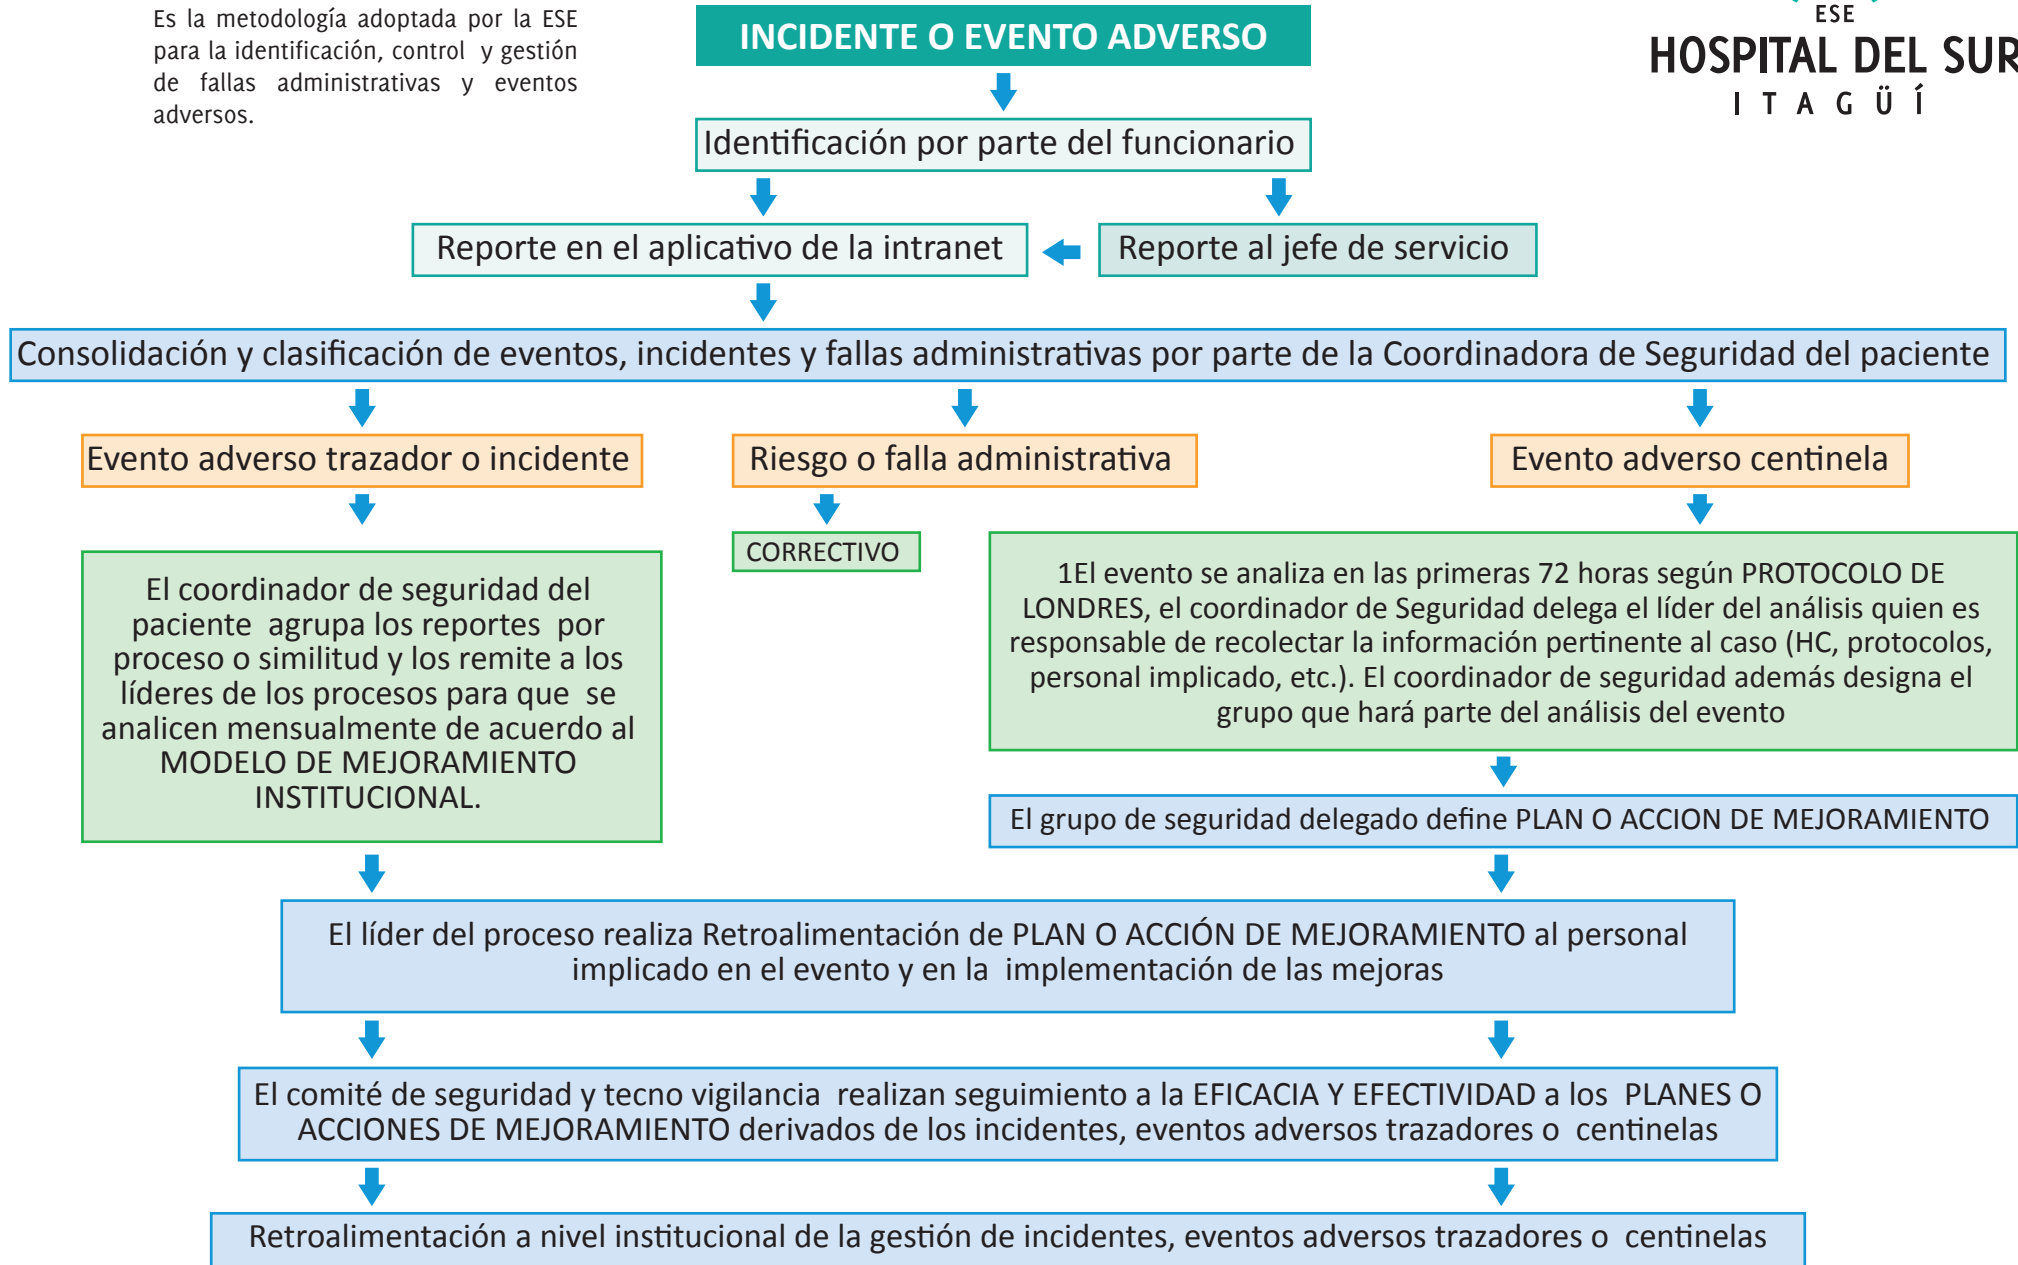 Es la metodología adoptada por la ESE
para la identificación, control y gestión
de fallas administrativas y eventos
adversos.
INCIDENTE O EVENTO ADVERSO
ESE
HOSPITAL DEL SUR
ITAGÜÍ
Identificación por parte del funcionario
Reporte en el aplicativo de la intranet
Reporte al jefe de servicio
Consolidación y clasificación de eventos, incidentes y fallas administrativas por parte de la Coordinadora de Seguridad del paciente
Evento adverso trazador o incidente
Riesgo o falla administrativa
Evento adverso centinela
El coordinador de seguridad del
paciente agrupa los reportes por
proceso o similitud y los remite a los
líderes de los procesos para que se
analicen mensualmente de acuerdo al
MODELO DE MEJORAMIENTO
INSTITUCIONAL.
CORRECTIVO
1El evento se analiza en las primeras 72 horas según PROTOCOLO DE
LONDRES, el coordinador de Seguridad delega el líder del análisis quien es
responsable de recolectar la información pertinente al caso (HC, protocolos,
personal implicado, etc.). El coordinador de seguridad además designa el
grupo que hará parte del análisis del evento
El grupo de seguridad delegado define PLAN O ACCION DE MEJORAMIENTO
El líder del proceso realiza Retroalimentación de PLAN O ACCIÓN DE MEJORAMIENTO al personal
implicado en el evento y en la implementación de las mejoras
El comité de seguridad y tecno vigilancia realizan seguimiento a la EFICACIA Y EFECTIVIDAD a los PLANES O
ACCIONES DE MEJORAMIENTO derivados de los incidentes, eventos adversos trazadores o centinelas
Retroalimentación a nivel institucional de la gestión de incidentes, eventos adversos trazadores o centinelas